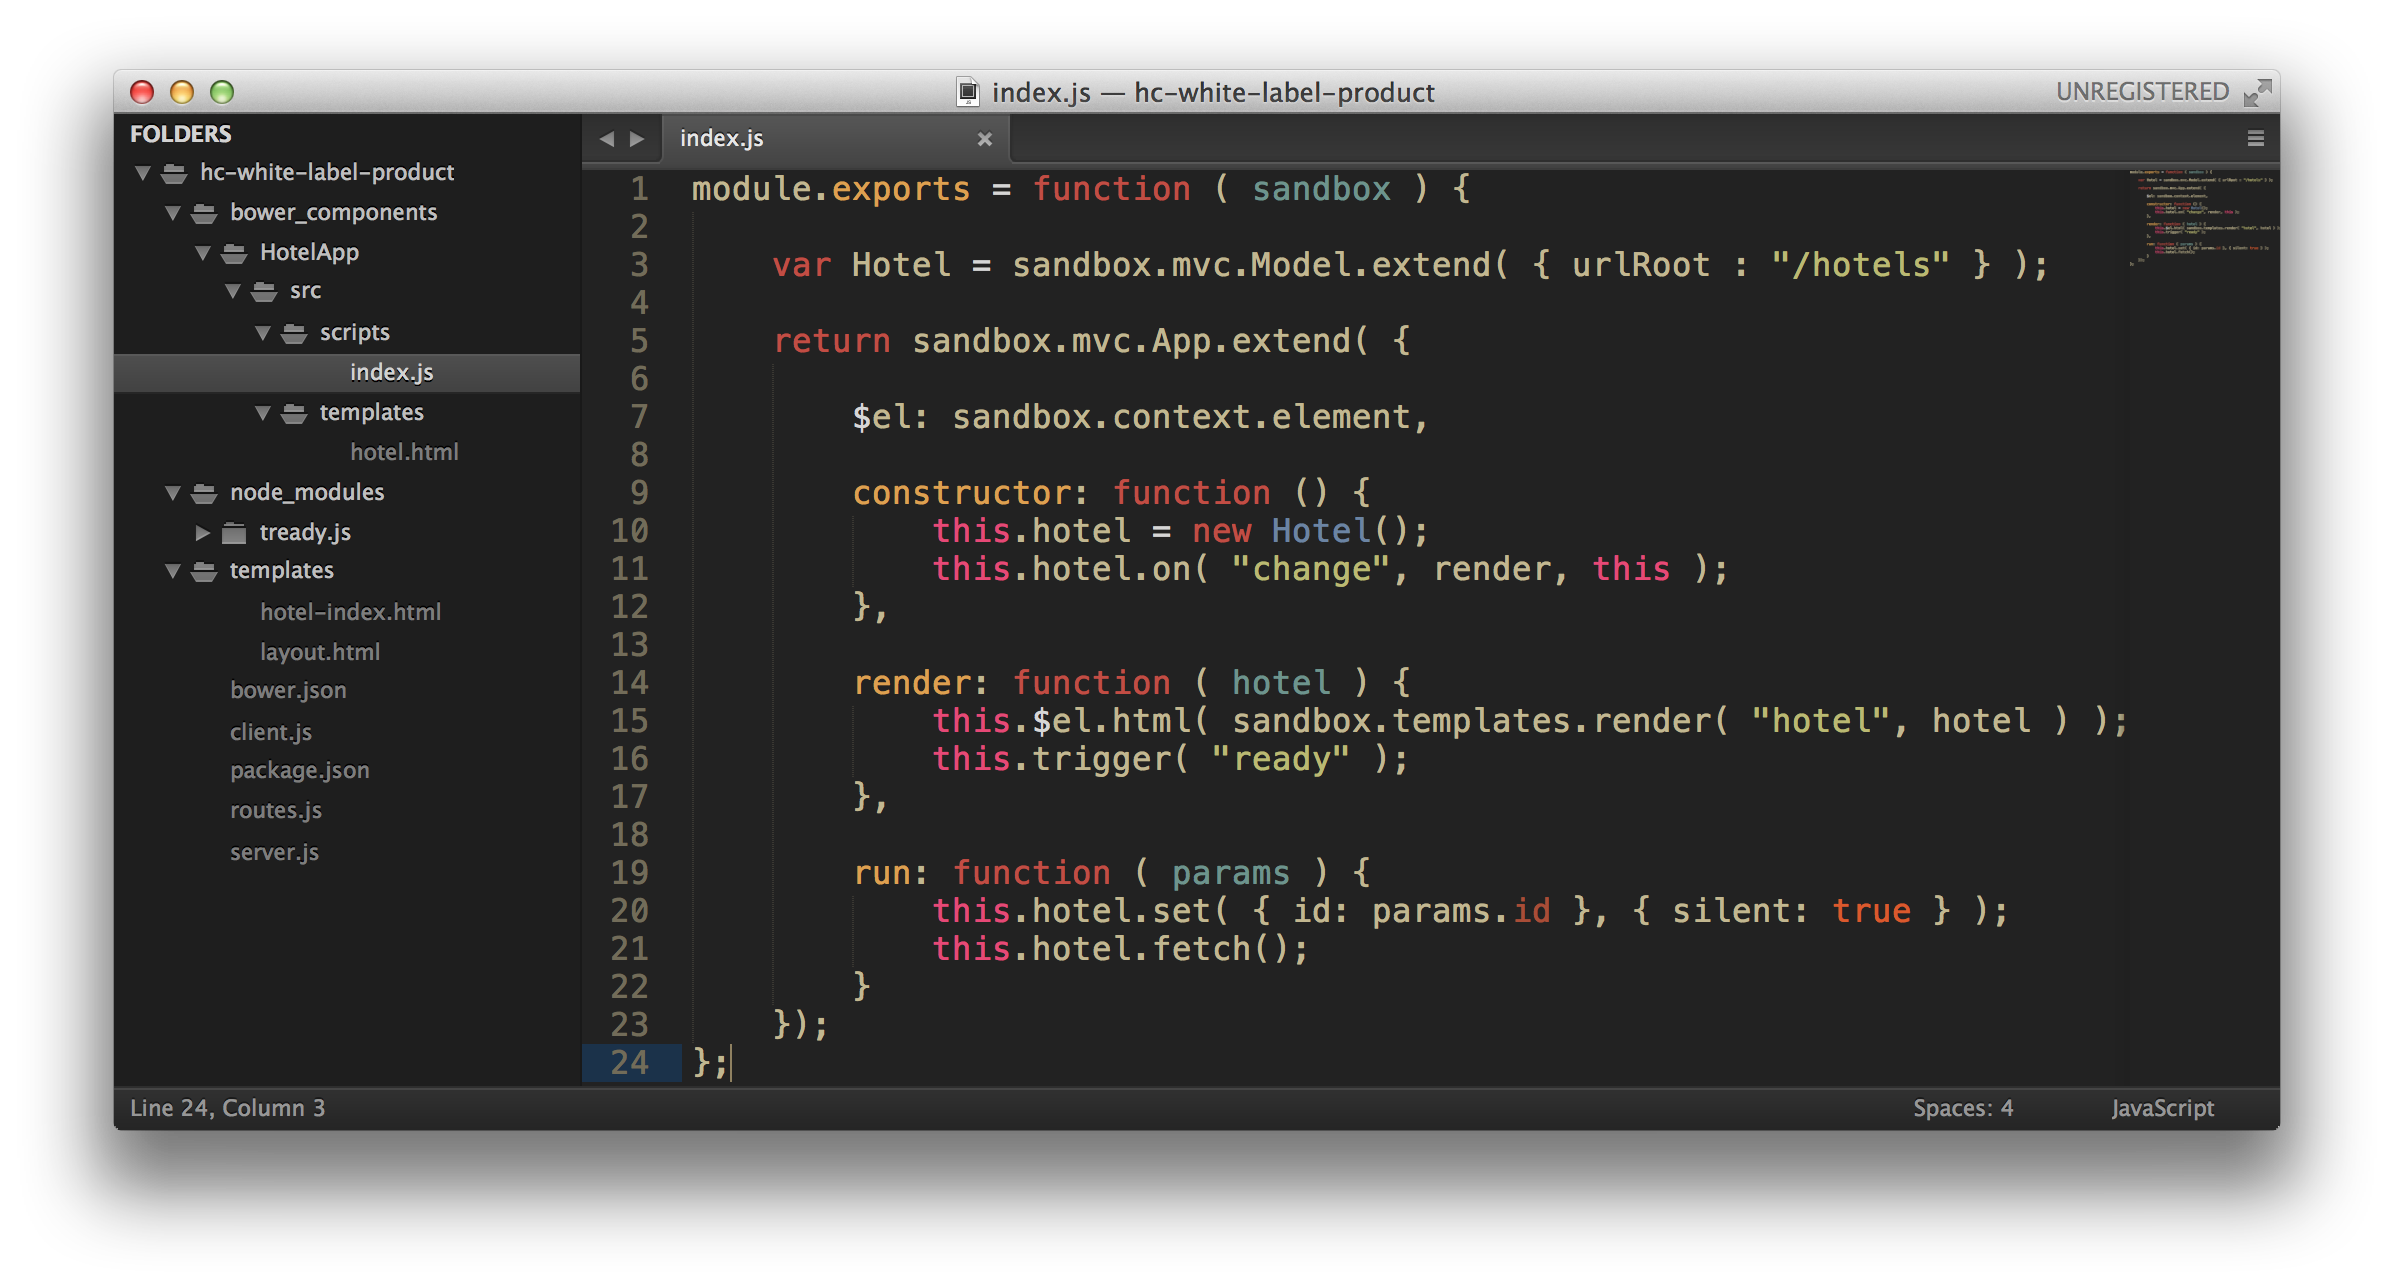 index.js — hc-white-label-product
UNREGISTERED
FOLDERS
hc-white-label-product
bower_components
HotelApp
src
scripts
index.js
templates
hotel.html
node_modules
tready.js
templates
hotel-index.html
layout.html
bower.json
client.js
package.json
routes.js
server.js
index.js
1 module.exports = function ( sandbox ) {
2
3 var Hotel = sandbox.mvc.Model.extend( { urlRoot : "/hotels" } );
4
5 return sandbox.mvc.App.extend( {
6
7 $el: sandbox.context.element,
8
9 constructor: function () {
10 this.hotel = new Hotel();
11 this.hotel.on( "change", render, this );
12 },
13
14 render: function ( hotel ) {
15 this.$el.html( sandbox.templates.render( "hotel", hotel ) );
16 this.trigger( "ready" );
17 },
18
19 run: function ( params ) {
20 this.hotel.set( { id: params.id }, { silent: true } );
21 this.hotel.fetch();
22 }
23 });
24 };
Line 24, Column 3
Spaces: 4
JavaScript